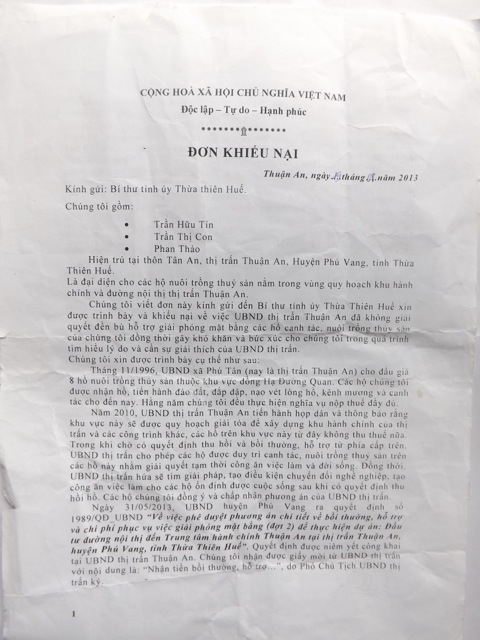 CỘNG HOÀ XÃ HỘI CHỦ NGHĨA VIỆT NAM
Độc lập – Tự do – Hạnh phúc
ĐƠN KHIẾU NẠI
Thuận An, ngày tháng năm 2013
Kính gửi: Bí thư tỉnh ủy Thừa thiên Huế.
Chúng tôi gồm:
• Trần Hữu Tín
• Trần Thị Con
• Phan Thảo
Hiện trú tại thôn Tân An, thị trấn Thuận An, Huyện Phú Vang, tỉnh Thừa
Thiên Huế.
Là đại diện cho các hộ nuôi trồng thuỷ sản nằm trong vùng quy hoạch khu hành
chính và đường nội thị thị trấn Thuận An.
Chúng tôi viết đơn này kính gửi đến Bí thư tỉnh ủy Thừa Thiên Huế xin
được trình bày và khiếu nại về việc UBND thị trấn Thuận An đã không giải
quyết đền bù hỗ trợ giải phóng mặt bằng các hồ canh tác, nuôi trồng thủy sản
của chúng tôi đồng thời gây khó khăn và bức xúc cho chúng tôi trong quá trình
tìm hiểu lý do và cần sự giải thích của UBND thị trấn.
Chúng tôi xin được trình bày cụ thể như sau:
Tháng 11/1996, UBND xã Phú Tân (nay là thị trấn Thuận An) cho đấu giá
8 hồ nuôi trồng thủy sản thuộc khu vực đồng Hạ Đường Quan. Các hộ chúng tôi
được nhận hồ, tiến hành đào đất, đắp đập, nạo vét lòng hồ, kênh mương và canh
tác cho đến nay. Hằng năm chúng tôi đều thực hiện nghĩa vụ nộp thuế đầy đủ.
Năm 2010, UBND thị trấn Thuận An tiến hành họp dân và thông báo rằng
khu vực này sẽ được quy hoạch giải tỏa để xây dựng khu hành chính của thị
trấn và các công trình khác, các hồ trên khu vực này từ đây không thu thuế nữa.
Trong khi chờ có quyết định thu hồi và bồi thường, hỗ trợ từ phía cấp trên.
UBND thị trấn cho phép các hộ được duy trì canh tác, nuôi trồng thủy sản trên
các hồ này nhằm giải quyết tạm thời công ăn việc làm và đời sống. Đồng thời,
UBND thị trấn hứa sẽ tìm giải pháp, tạo điều kiện chuyển đổi nghề nghiệp, tạo
công ăn việc làm cho các hộ ổn định được cuộc sống sau khi có quyết định thu
hồi hồ. Các hộ chúng tôi đồng ý và chấp nhận phương án của UBND thị trấn.
Ngày 31/05/2013, UBND huyện Phú Vang ra quyết định số
1989/QĐ_UBND "Về việc phê duyệt phương án chi tiết về bồi thường, hỗ trợ
và chi phí phục vụ việc giải phóng mặt bằng (đợt 2) để thực hiện dự án: Đầu
tư đường nội thị đến Trung tâm hành chính Thuận An tại thị trấn Thuận An,
huyện Phú Vang, tỉnh Thừa Thiên Huế". Quyết định được niêm yết công khai
tại UBND thị trấn Thuận An. Chúng tôi nhận được giấy mời từ UBND thị trấn
với nội dung là: "Nhận tiền bồi thường, hỗ trợ...", do Phó Chủ Tịch UBND thị
trấn ký.
1